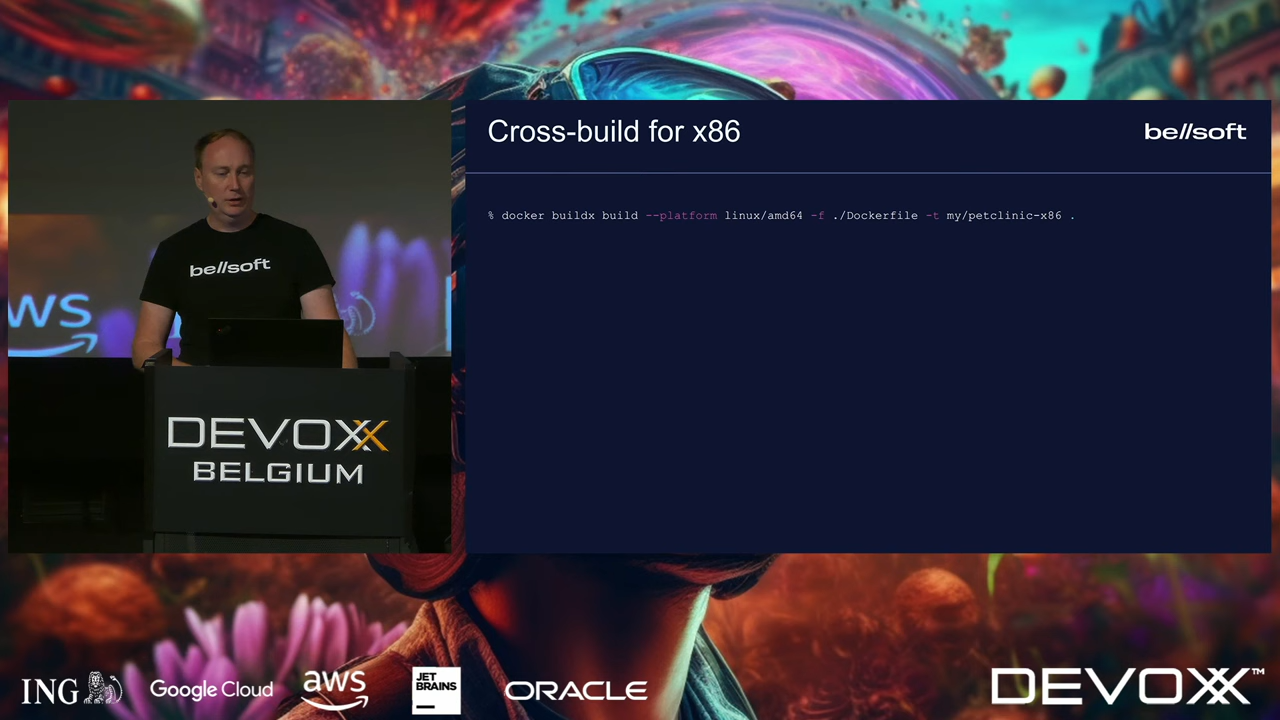 Cross-build for x86
bellsoft
% docker buildx build --platform linux/amd64 -f ./Dockerfile -t my/petclinic-x86 .
bellsoft
aws
DEVOXX
BELGIUM
ING
Google Cloud
aws
JET
BRAINS
ORACLE
DEVOXX™